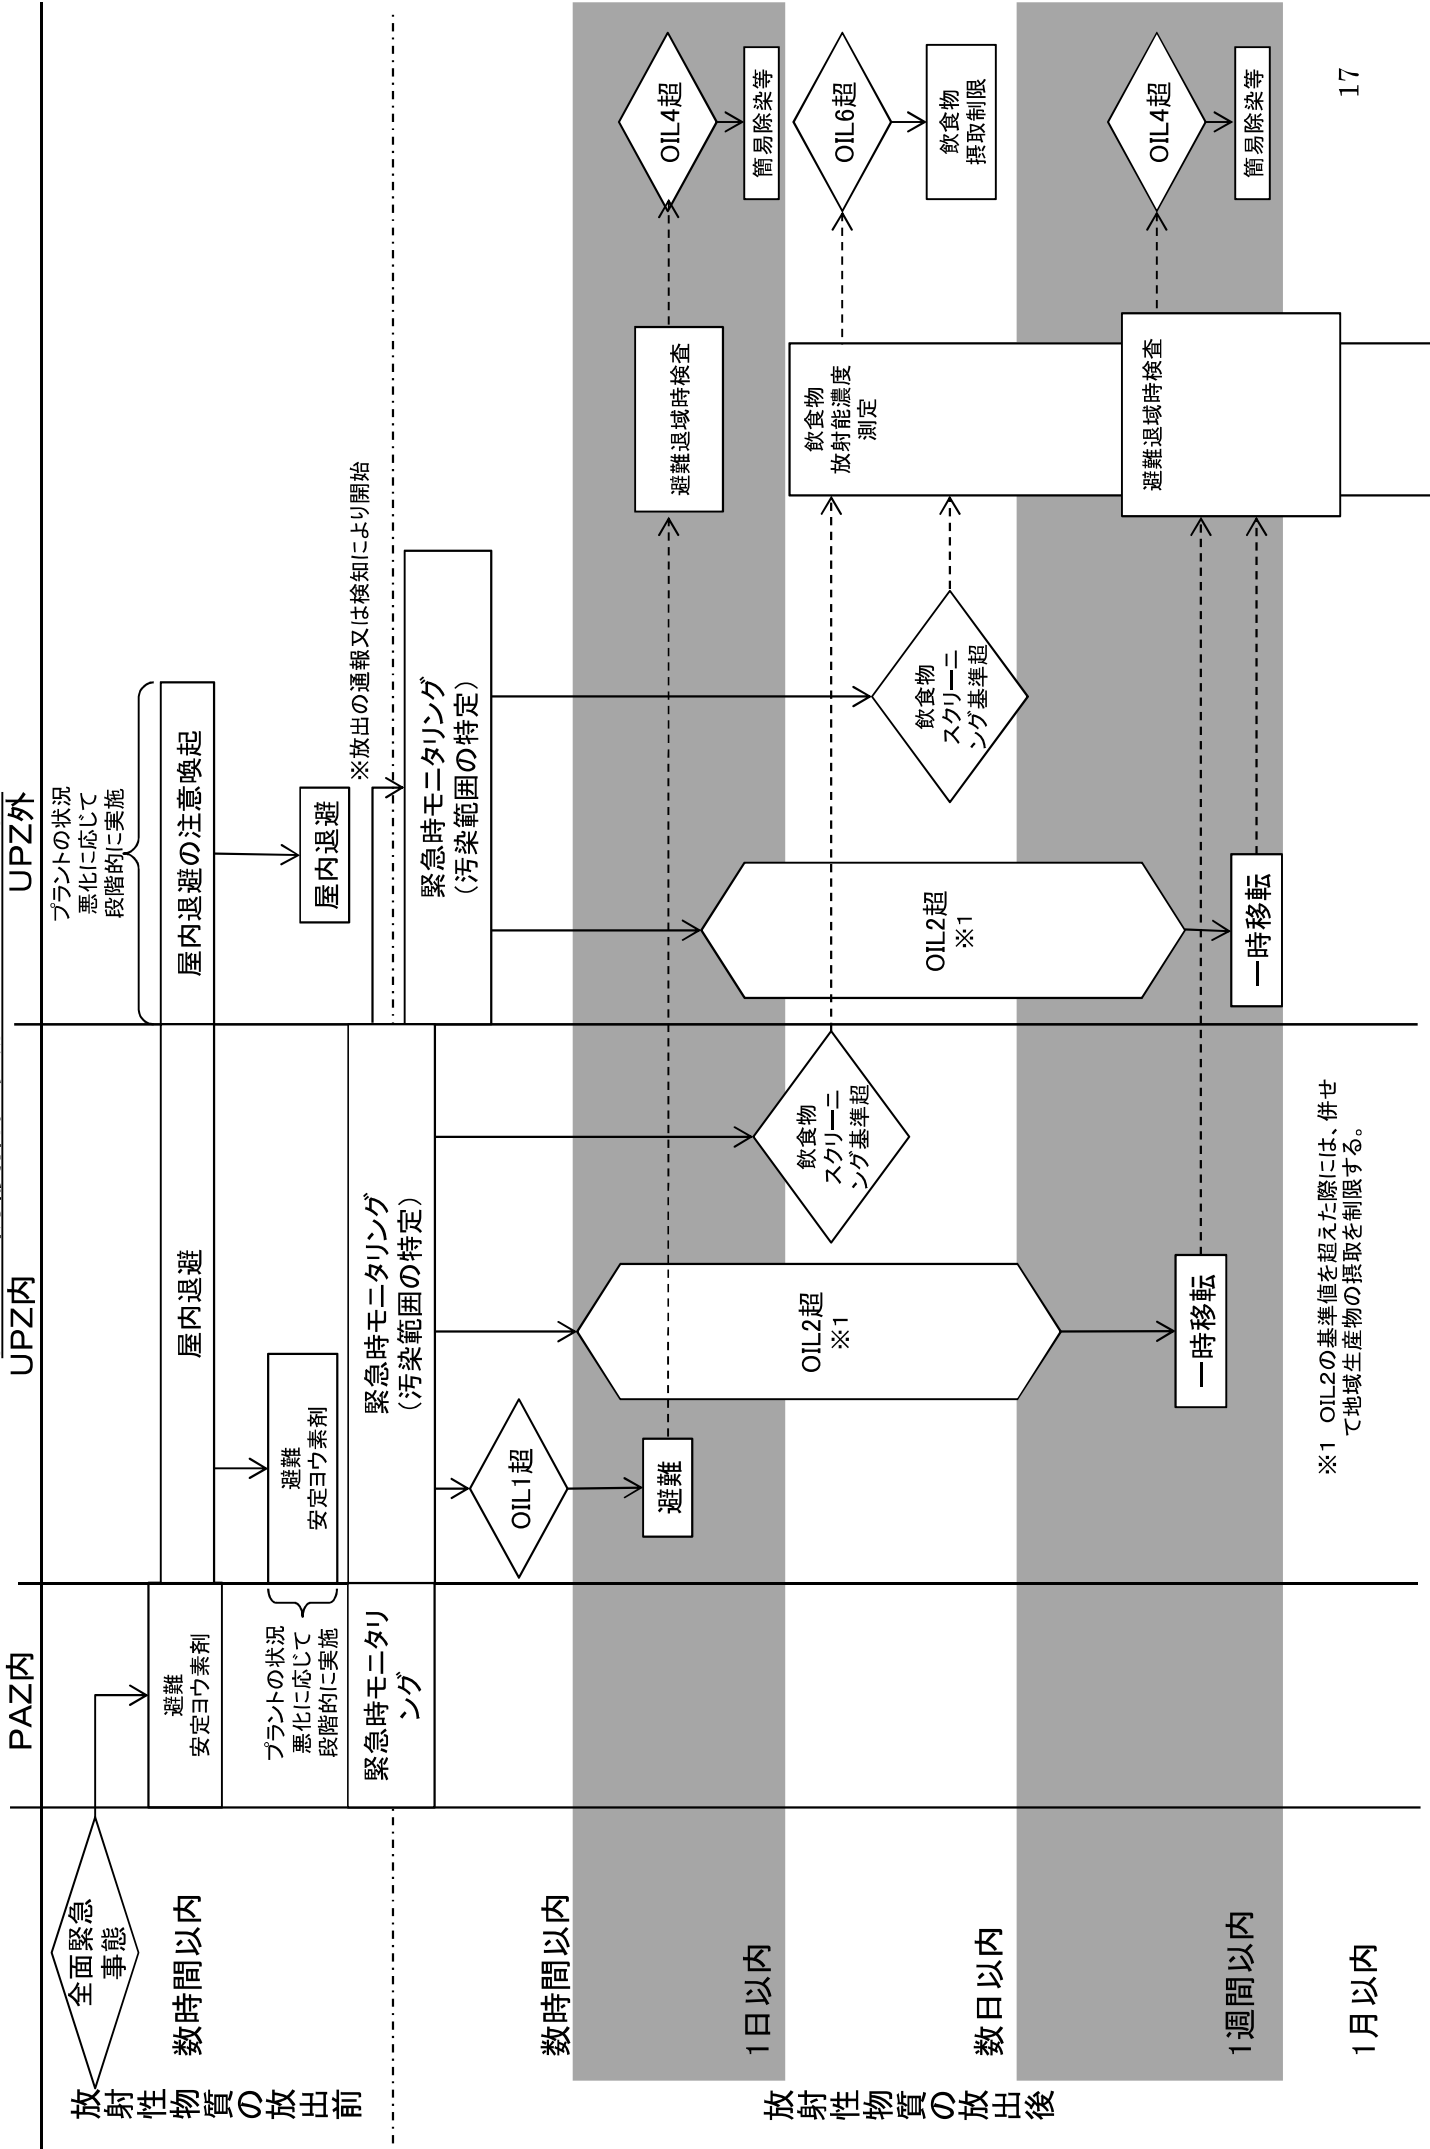 PAZ内
UPZ内
UPZ外
放射性物質の放出前
全面緊急
事態
数時間以内
避難
安定ヨウ素剤
屋内退避
屋内退避の注意喚起
プラントの状況
悪化に応じて
段階的に実施
避難
安定ヨウ素剤
プラントの状況
悪化に応じて
段階的に実施
屋内退避
※放出の通報又は検知により開始
緊急時モニタリ
ング
緊急時モニタリング
（汚染範囲の特定）
緊急時モニタリング
（汚染範囲の特定）
放射性物質の放出後
数時間以内
OIL1超
1日以内
避難
避難退域時検査
OIL4超
簡易除染等
数日以内
OIL2超
※1
飲食物
スクリーニ
ング基準超
OIL2超
※1
飲食物
スクリーニ
ング基準超
飲食物
放射能濃度
測定
OIL6超
飲食物
摂取制限
1週間以内
一時移転
一時移転
避難退域時検査
OIL4超
簡易除染等
1月以内
※1　OIL2の基準値を超えた際には、併せ
て地域生産物の摂取を制限する。
17